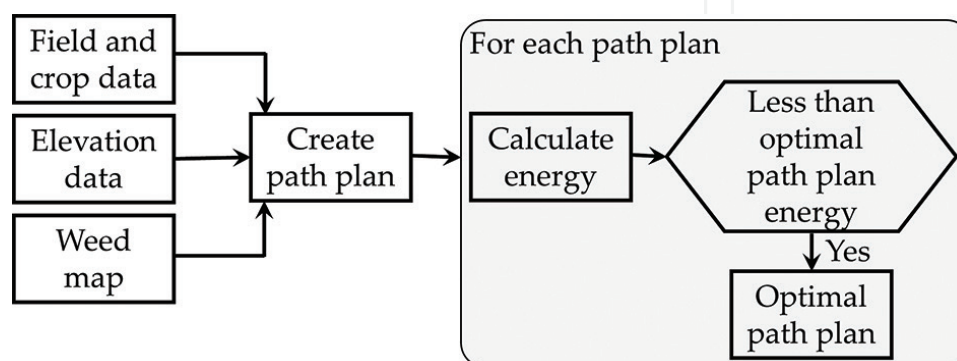 Field and
crop data
Elevation
data
Weed
map
Create
path plan
For each path plan
Calculate
energy
Less than
optimal
path plan
energy
Yes
Optimal
path plan